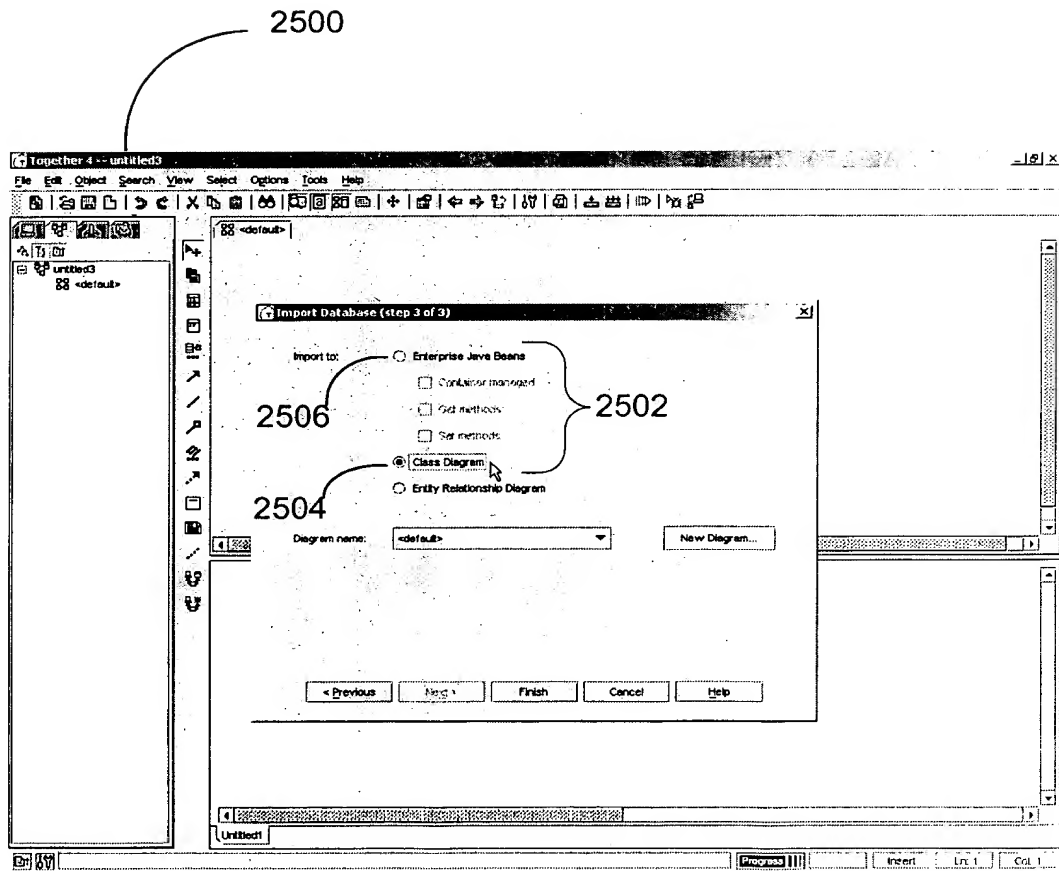 2500
Together 4 -- untitled3
File Edit Object Search View Select Options Tools Help
<default>
untitled3
<default>
Import Database (step 3 of 3)
Import to:
Enterprise Java Beans
Container managed
Get methods
Set methods
2506
2502
Class Diagram
2504
Entity Relationship Diagram
Diagram name:
<default>
New Diagram...
< Previous
Next >
Finish
Cancel
Help
Untitled1
Progress
Insert
Ln: 1
Col: 1